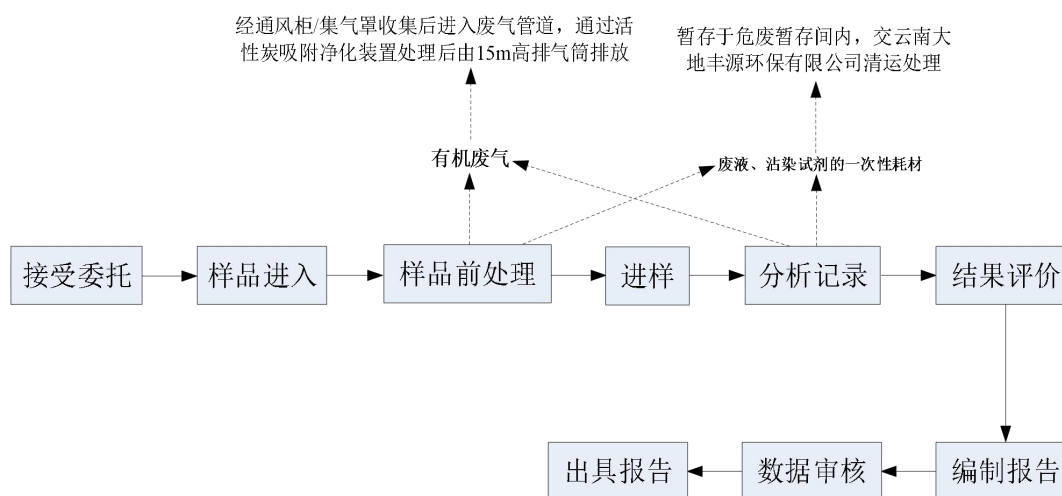 经通风柜/集气罩收集后进入废气管道，通过活
性炭吸附净化装置处理后由15m高排气筒排放
暂存于危废暂存间内，交云南大
地丰源环保有限公司清运处理
有机废气
废液、沾染试剂的一次性耗材
接受委托
样品进入
样品前处理
进样
分析记录
结果评价
出具报告
数据审核
编制报告